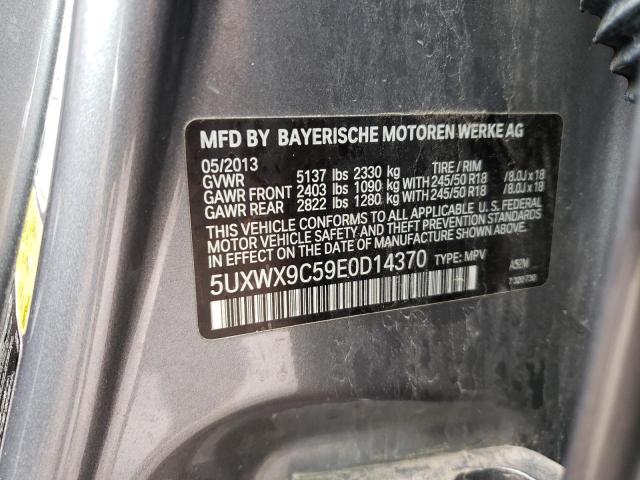 MFD BY BAYERISCHE MOTOREN WERKE AG
05/2013 TIRE / RIM
GVWR 5137 lbs 2330 kg
GAWR FRONT 2403 lbs 1090 kg WITH 245/50 R18 / 8.0J x 18
GAWR REAR 2822 lbs 1280 kg WITH 245/50 R18 / 8.0J x 18
THIS VEHICLE CONFORMS TO ALL APPLICABLE U. S. FEDERAL
MOTOR VEHICLE SAFETY, BUMPER, AND THEFT PREVENTION STANDARDS
IN EFFECT ON THE DATE OF MANUFACTURE SHOWN ABOVE.
5UXWX9C59E0D14370 TYPE: MPV